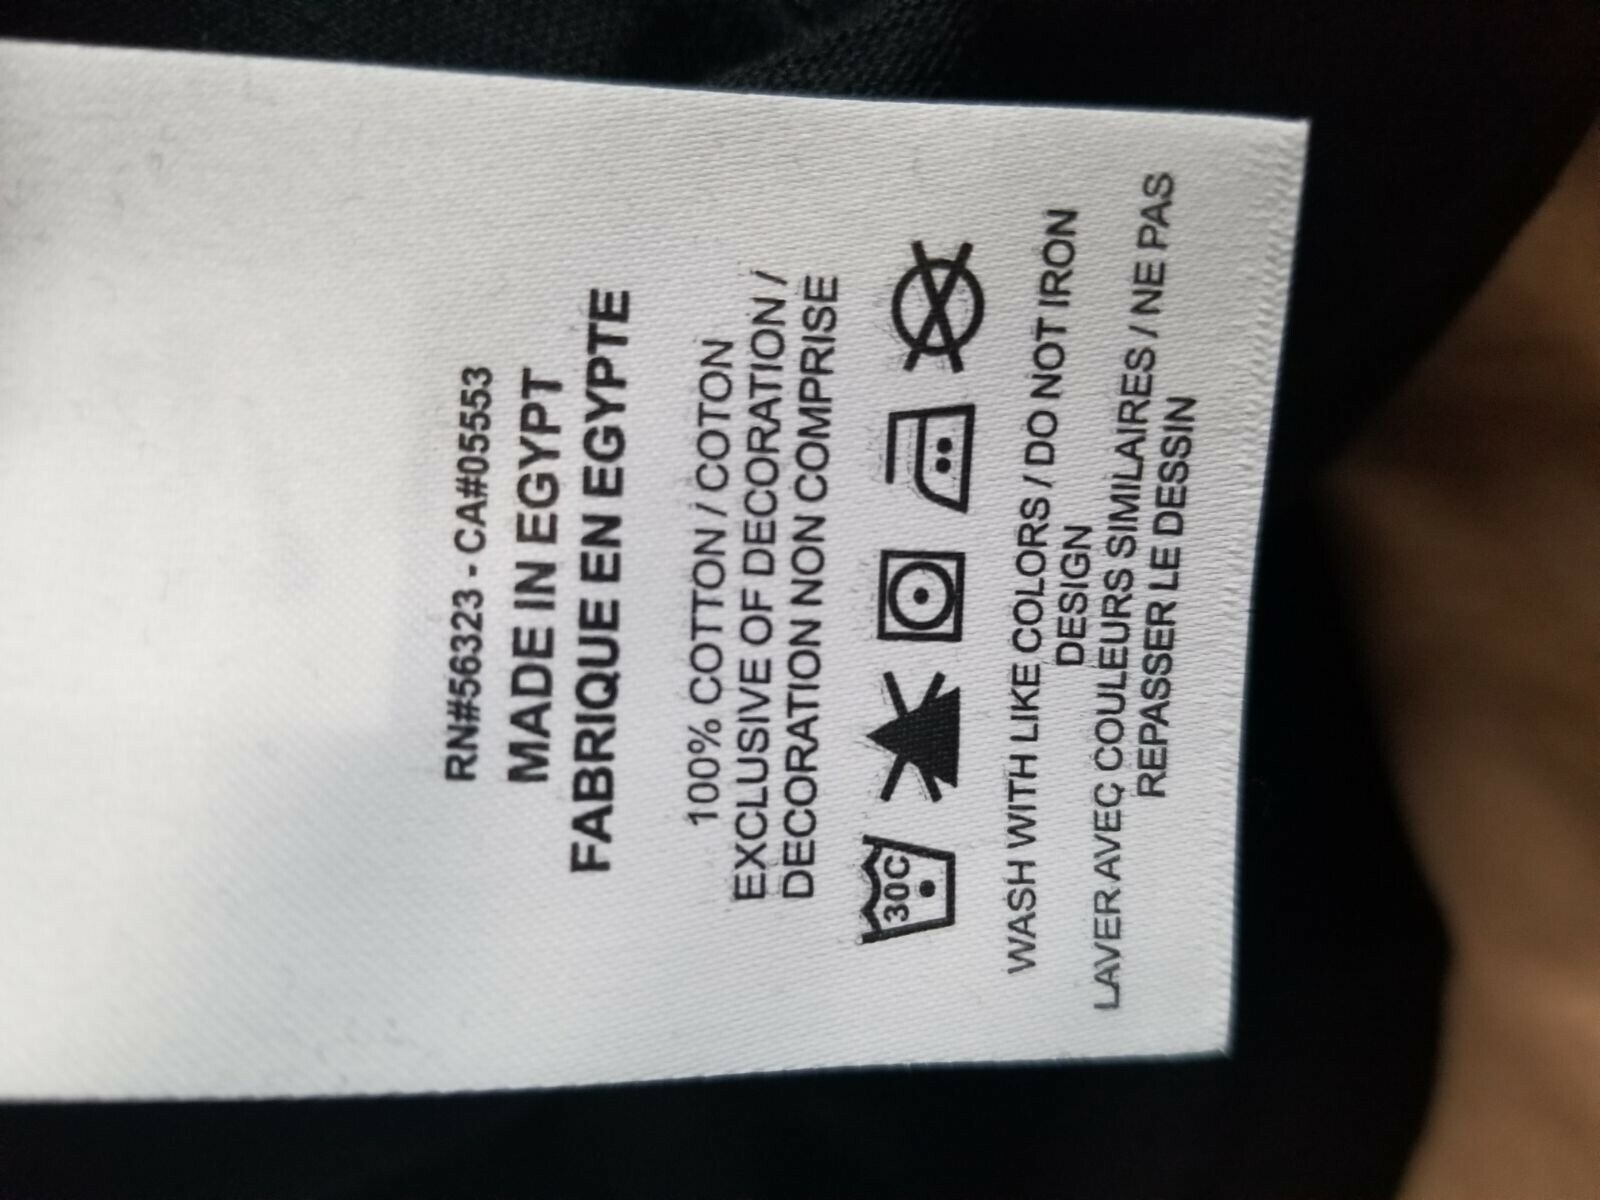 RN#56323 - CA#05553
MADE IN EGYPT
FABRIQUE EN EGYPTE
100% COTTON / COTON
EXCLUSIVE OF DECORATION /
DECORATION NON COMPRISE
30C
WASH WITH LIKE COLORS / DO NOT IRON
DESIGN
LAVER AVEC COULEURS SIMILAIRES / NE PAS
REPASSER LE DESSIN